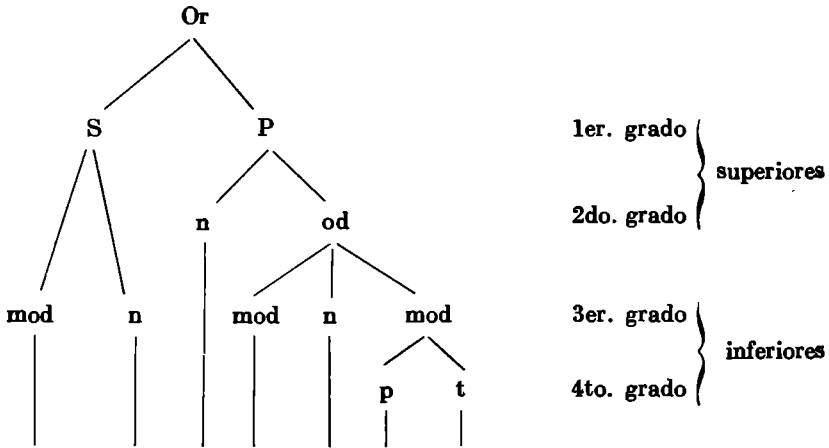 Or
S P 1er. grado
superiores
n od 2do. grado
mod n mod n mod 3er. grado
inferiores
p t 4to. grado